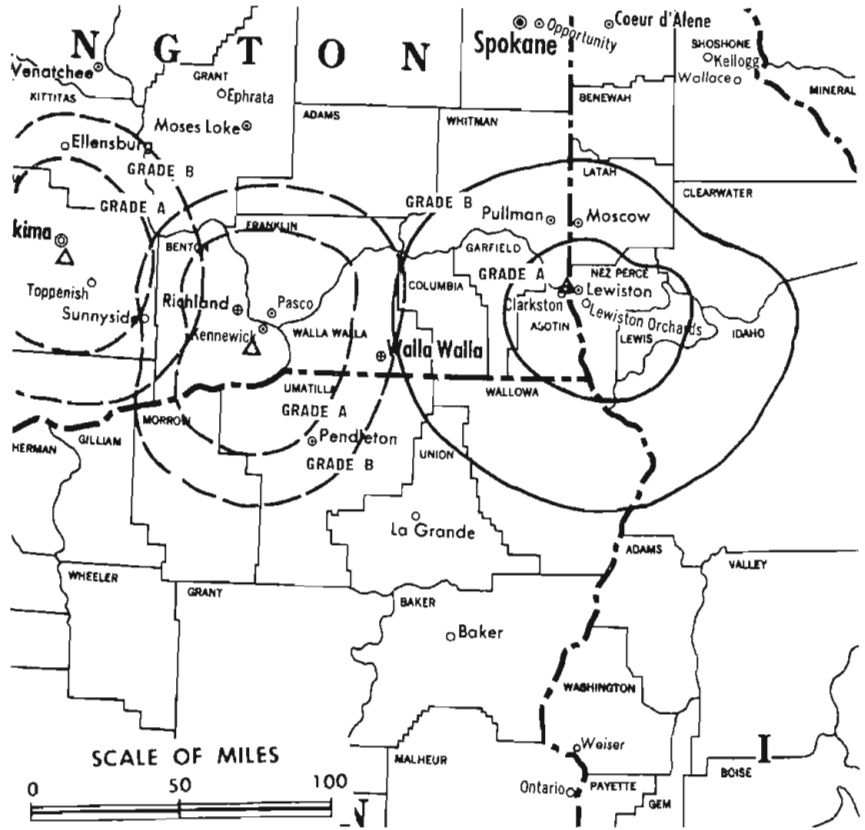 N G T O N
Spokane
Opportunity
Coeur d'Alene
SHOSHONE
Kellogg
Wallace
MINERAL
Venatchee
GRANT
KITTITAS
Ephrata
Moses Loke
ADAMS
WHITMAN
BENEWAH
Ellensburg
GRADE B
LATAH
CLEARWATER
GRADE A
GRADE B
Pullman
Moscow
kima
BENTON
FRANKLIN
GARFIELD
GRADE A
NEZ PERCE
Toppenish
COLUMBIA
Clarkston
Lewiston
Richland
Pasco
Lewiston Orchards
Sunnyside
Kennewick
WALLA WALLA
ASOTIN
LEWIS
IDAHO
Walla Walla
UMATILLA
WALLOWA
GRADE A
MORROW
HERMAN
GILLIAM
Pendleton
GRADE B
UNION
La Grande
ADAMS
VALLEY
WHEELER
GRANT
BAKER
Baker
WASHINGTON
Weiser
I
SCALE OF MILES
MALHEUR
BOISE
0 50 100
Ontario
PAYETTE
GEM
N